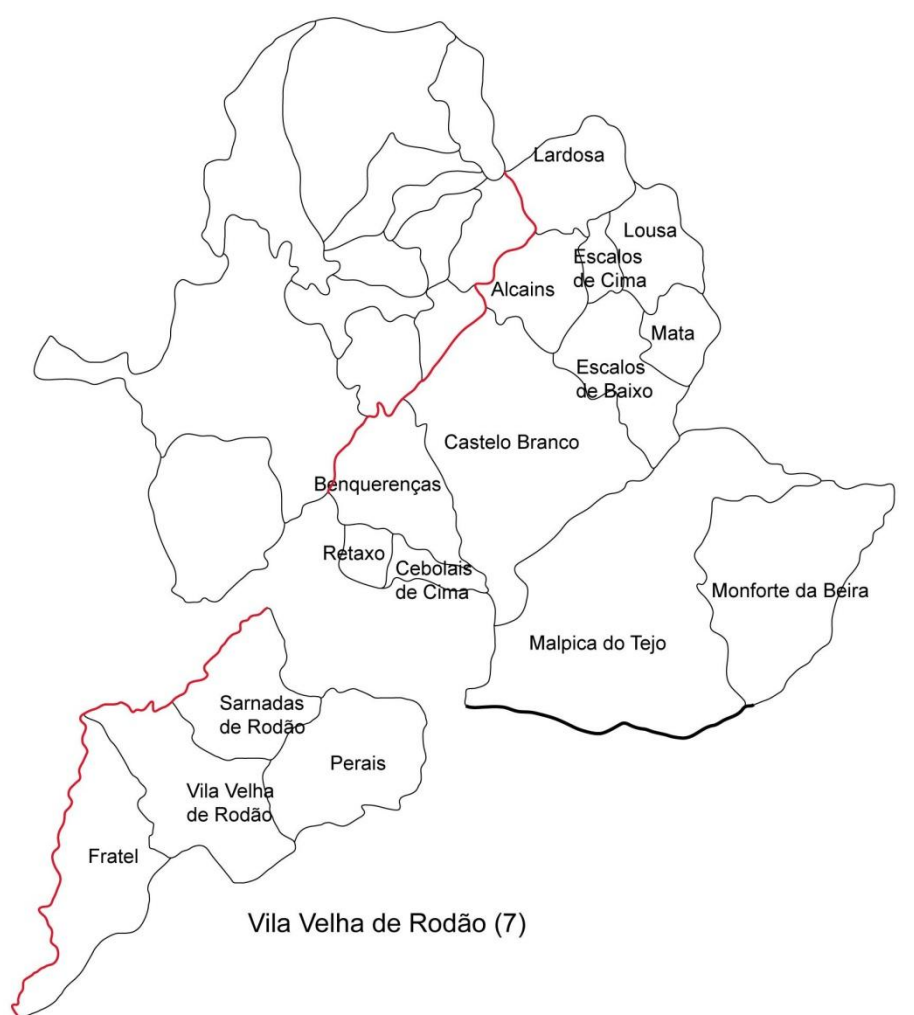 Lardosa
Lousa
Escalos
de Cima
Alcains
Mata
Escalos
de Baixo
Castelo Branco
Benquerenças
Retaxo
Cebolais
de Cima
Monforte da Beira
Malpica do Tejo
Sarnadas
de Rodão
Perais
Vila Velha
de Rodão
Fratel
Vila Velha de Rodão (7)